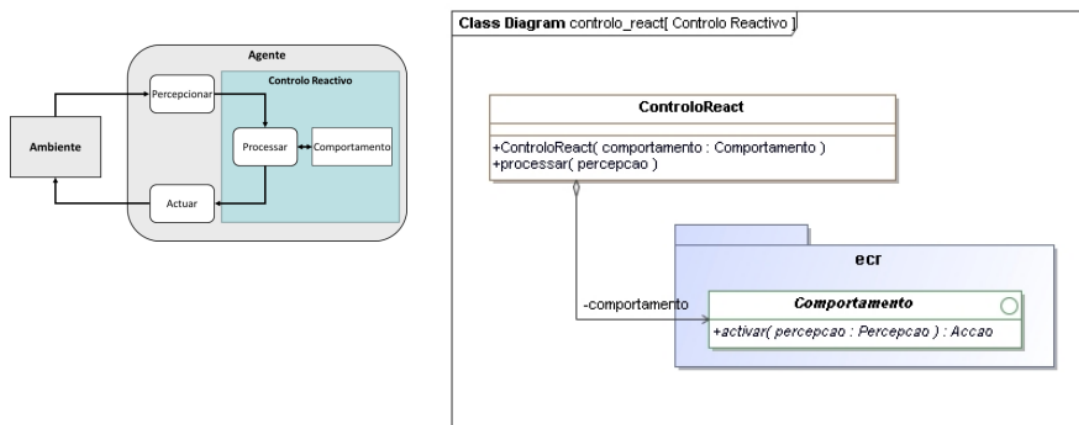 Agente
Controlo Reactivo
Percepcionar
Ambiente
Processar
Comportamento
Actuar
Class Diagram controlo_react[ Controlo Reactivo ]
ControloReact
+ControloReact( comportamento : Comportamento )
+processar( percepcao )
ecr
-comportamento
Comportamento
+activar( percepcao : Percepcao ) : Accao